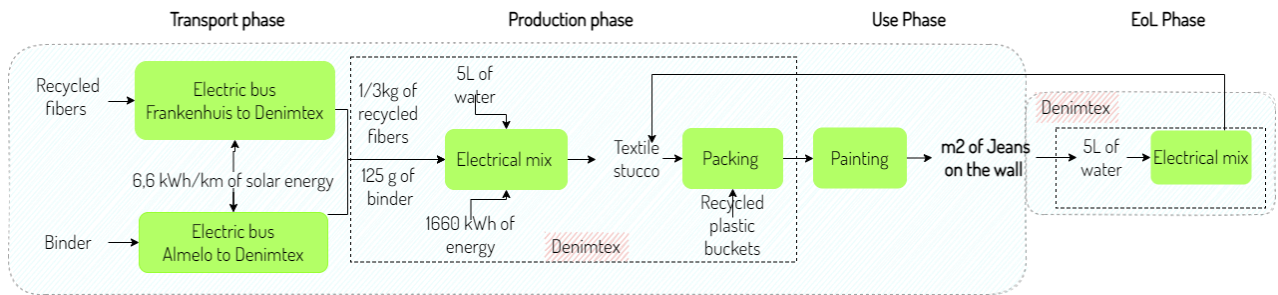 Transport phase
Production phase
Use Phase
EoL Phase
Recycled
fibers
Electric bus
Frankenhuis to Denimtex
6,6 kWh/km of solar energy
Binder
Electric bus
Almelo to Denimtex
1/3kg of
recycled
fibers
125 g of
binder
5L of
water
Electrical mix
1660 kWh of
energy
Denimtex
Textile
stucco
Packing
Recycled
plastic
buckets
Painting
m2 of Jeans
on the wall
Denimtex
5L of
water
Electrical mix